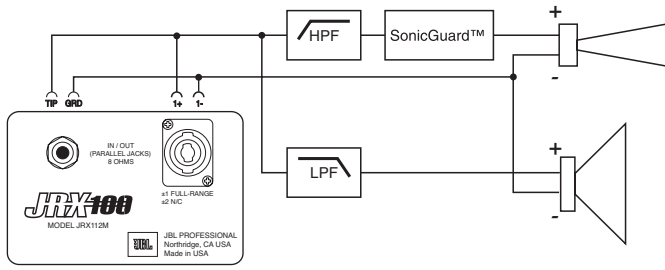 +
HPF
SonicGuard™
-
TIP GRD 1+ 1-
IN / OUT
(PARALLEL JACKS)
8 OHMS
±1 FULL-RANGE
±2 N/C
+
LPF
-
JRX100
MODEL JRX112M
JBL
JBL PROFESSIONAL
Northridge, CA USA
Made in USA